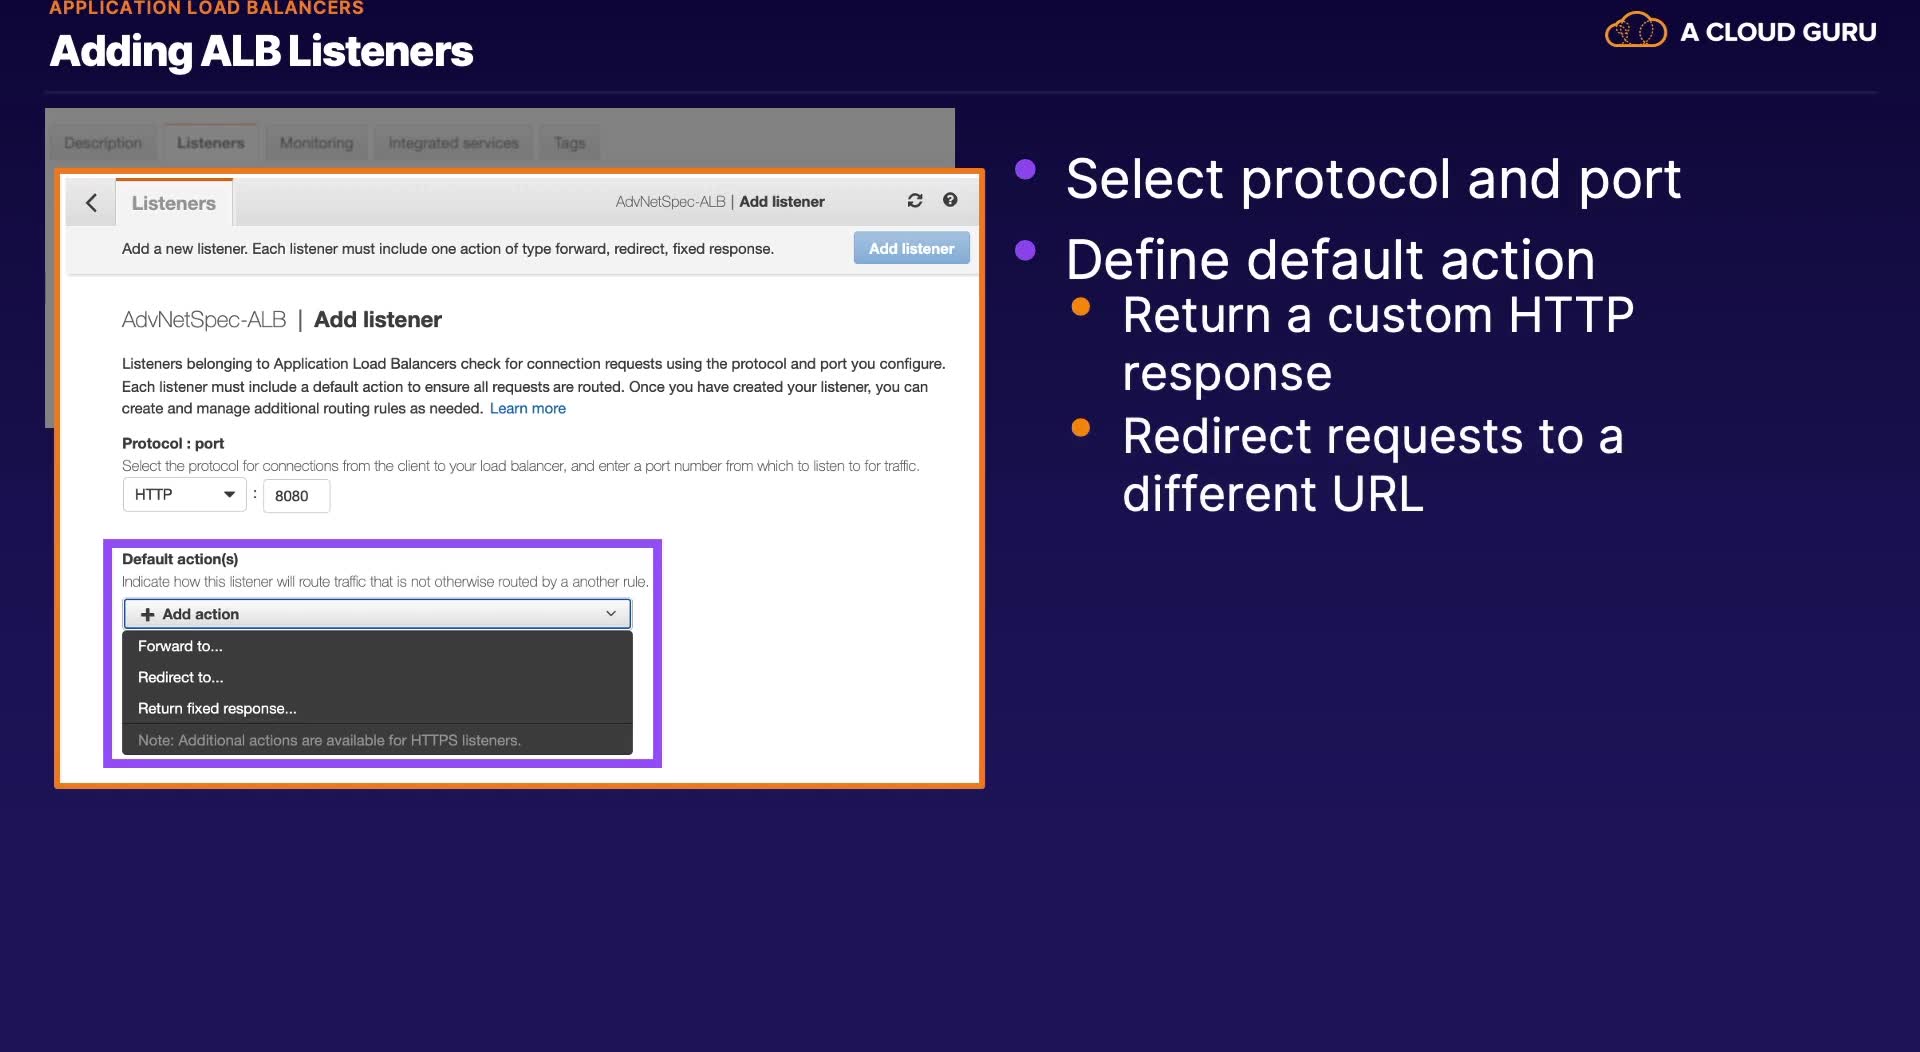 APPLICATION LOAD BALANCERS
Adding ALB Listeners
A CLOUD GURU
Description Listeners Monitoring Integrated services Tags
Listeners
AdvNetSpec-ALB | Add listener
Add a new listener. Each listener must include one action of type forward, redirect, fixed response.
Add listener
AdvNetSpec-ALB | Add listener
Listeners belonging to Application Load Balancers check for connection requests using the protocol and port you configure.
Each listener must include a default action to ensure all requests are routed. Once you have created your listener, you can
create and manage additional routing rules as needed. Learn more
Protocol : port
Select the protocol for connections from the client to your load balancer, and enter a port number from which to listen to for traffic.
HTTP : 8080
Default action(s)
Indicate how this listener will route traffic that is not otherwise routed by a another rule.
+ Add action
Forward to...
Redirect to...
Return fixed response...
Note: Additional actions are available for HTTPS listeners.
• Select protocol and port
• Define default action
• Return a custom HTTP
response
• Redirect requests to a
different URL